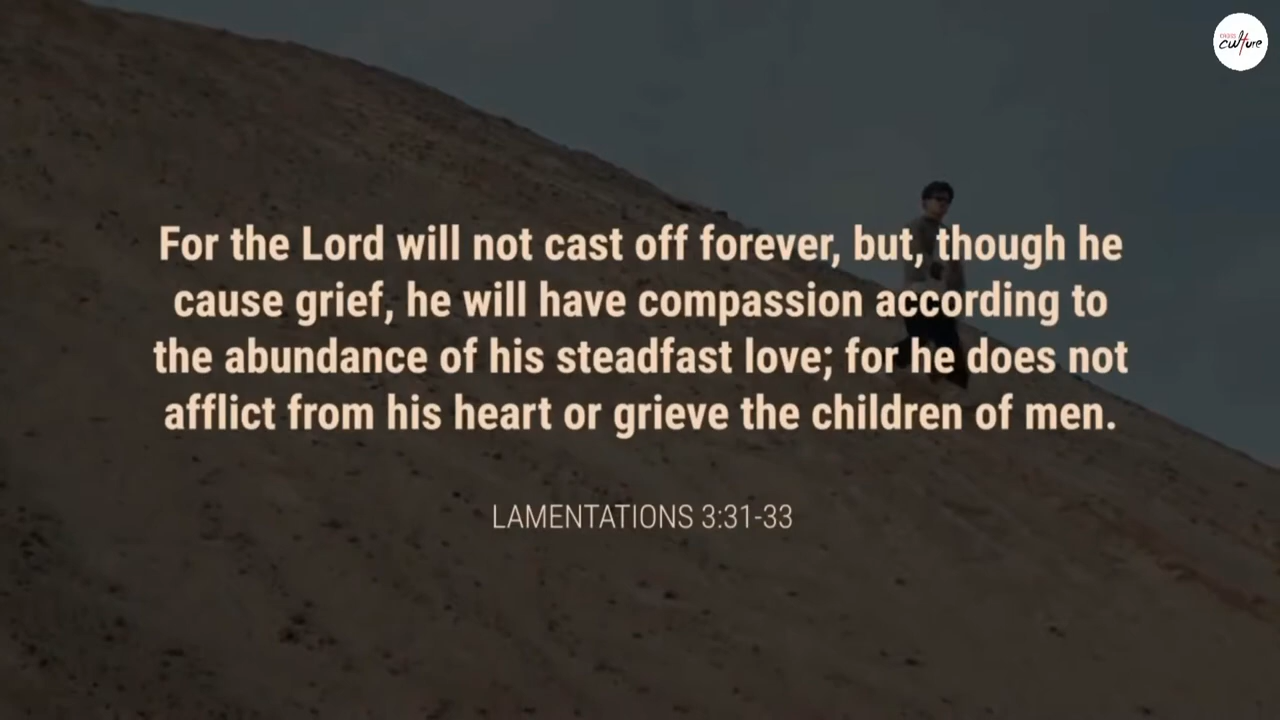 cross
culture
For the Lord will not cast off forever, but, though he
cause grief, he will have compassion according to
the abundance of his steadfast love; for he does not
afflict from his heart or grieve the children of men.
LAMENTATIONS 3:31-33